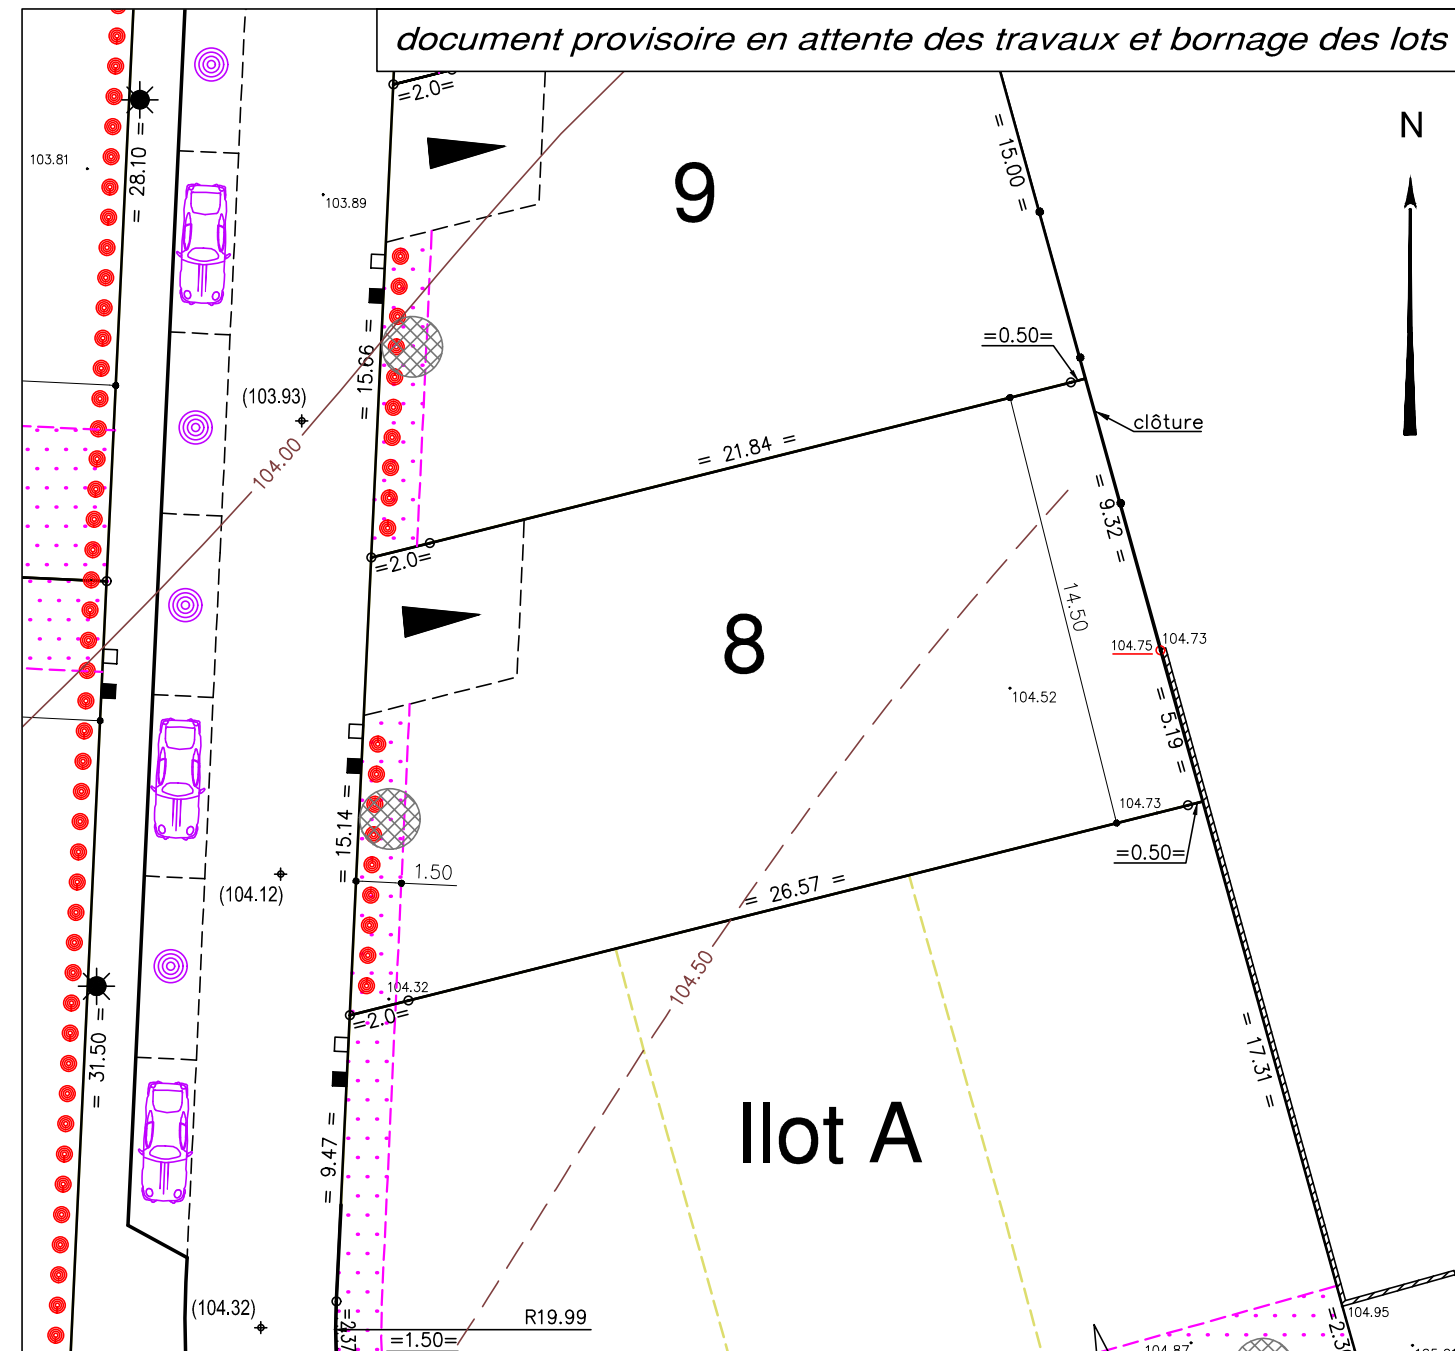 document provisoire en attente des travaux et bornage des lots
=2.0=
N
= 28.10 =
103.81
= 15.00 =
103.89
9
=0.50=
= 15.66 =
(103.93)
clôture
104.00
= 21.84 =
= 9.32 =
=2.0=
14.50
8
104.75
104.73
104.52
= 5.19 =
104.73
= 15.14 =
=0.50=
1.50
(104.12)
= 26.57 =
104.50
104.32
=2.0=
= 31.50 =
= 17.31 =
Ilot A
= 9.47 =
(104.32)
R19.99
104.95
=2.37
=1.50=
104.87